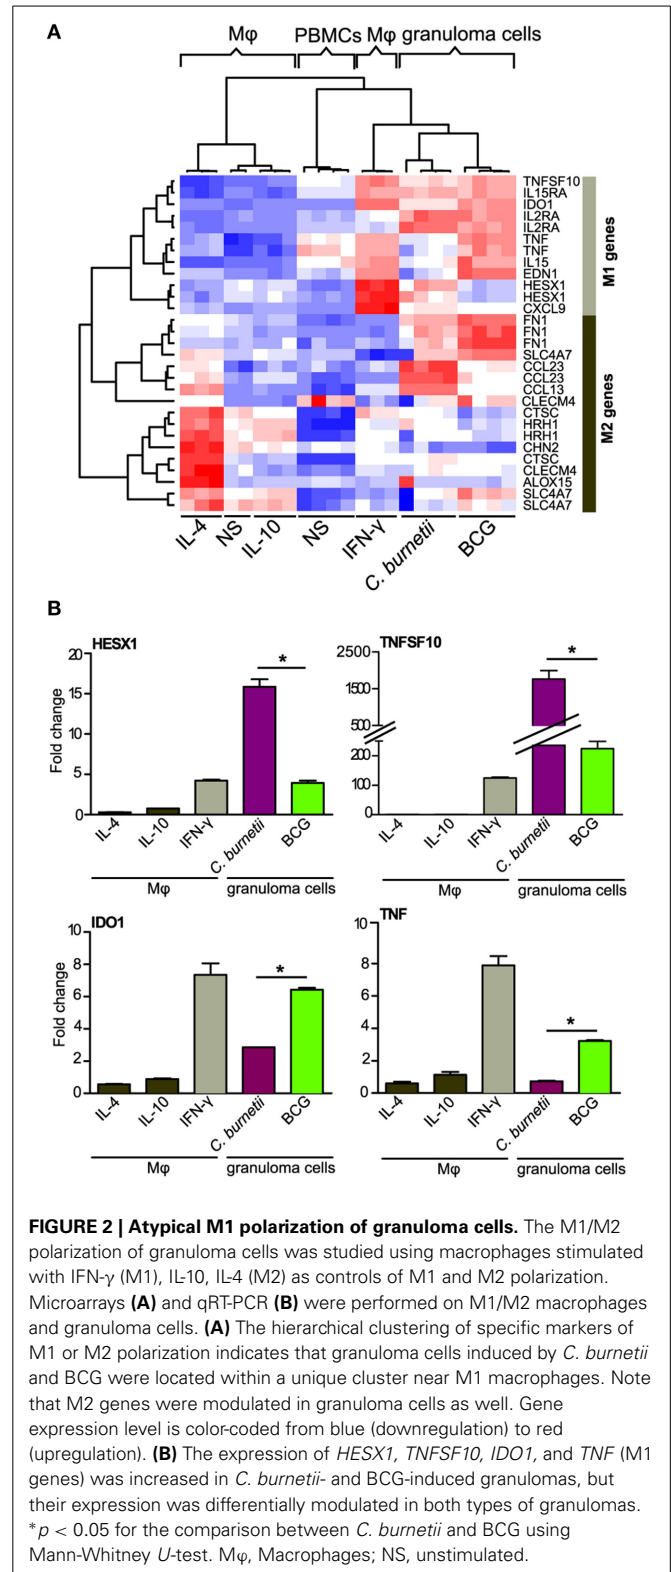 A
Mφ
PBMCs Mφ granuloma cells
TNFSF10
IL15RA
IDO1
IL2RA
IL2RA
TNF
TNF
IL15
EDN1
HESX1
HESX1
CXCL9
FN1
FN1
FN1
SLC4A7
CCL23
CCL23
CCL13
CLECM4
CTSC
HRH1
HRH1
CHN2
CTSC
CLECM4
ALOX15
SLC4A7
SLC4A7
M1 genes
M2 genes
IL-4
NS
IL-10
NS
IFN-γ
C. burnetii
BCG
B
HESX1
Fold change
20
15
10
5
0
IL-4
IL-10
IFN-γ
C. burnetii
BCG
*
Mφ
granuloma cells
TNFSF10
2500
1500
500
200
100
0
IL-4
IL-10
IFN-γ
C. burnetii
BCG
*
Mφ
granuloma cells
IDO1
Fold change
10
8
6
4
2
0
IL-4
IL-10
IFN-γ
C. burnetii
BCG
*
Mφ
granuloma cells
TNF
10
8
6
4
2
0
IL-4
IL-10
IFN-γ
C. burnetii
BCG
*
Mφ
granuloma cells
FIGURE 2 | Atypical M1 polarization of granuloma cells. The M1/M2
polarization of granuloma cells was studied using macrophages stimulated
with IFN-γ (M1), IL-10, IL-4 (M2) as controls of M1 and M2 polarization.
Microarrays (A) and qRT-PCR (B) were performed on M1/M2 macrophages
and granuloma cells. (A) The hierarchical clustering of specific markers of
M1 or M2 polarization indicates that granuloma cells induced by C. burnetii
and BCG were located within a unique cluster near M1 macrophages. Note
that M2 genes were modulated in granuloma cells as well. Gene
expression level is color-coded from blue (downregulation) to red
(upregulation). (B) The expression of HESX1, TNFSF10, IDO1, and TNF (M1
genes) was increased in C. burnetii- and BCG-induced granulomas, but
their expression was differentially modulated in both types of granulomas.
*p < 0.05 for the comparison between C. burnetii and BCG using
Mann-Whitney U-test. Mφ, Macrophages; NS, unstimulated.